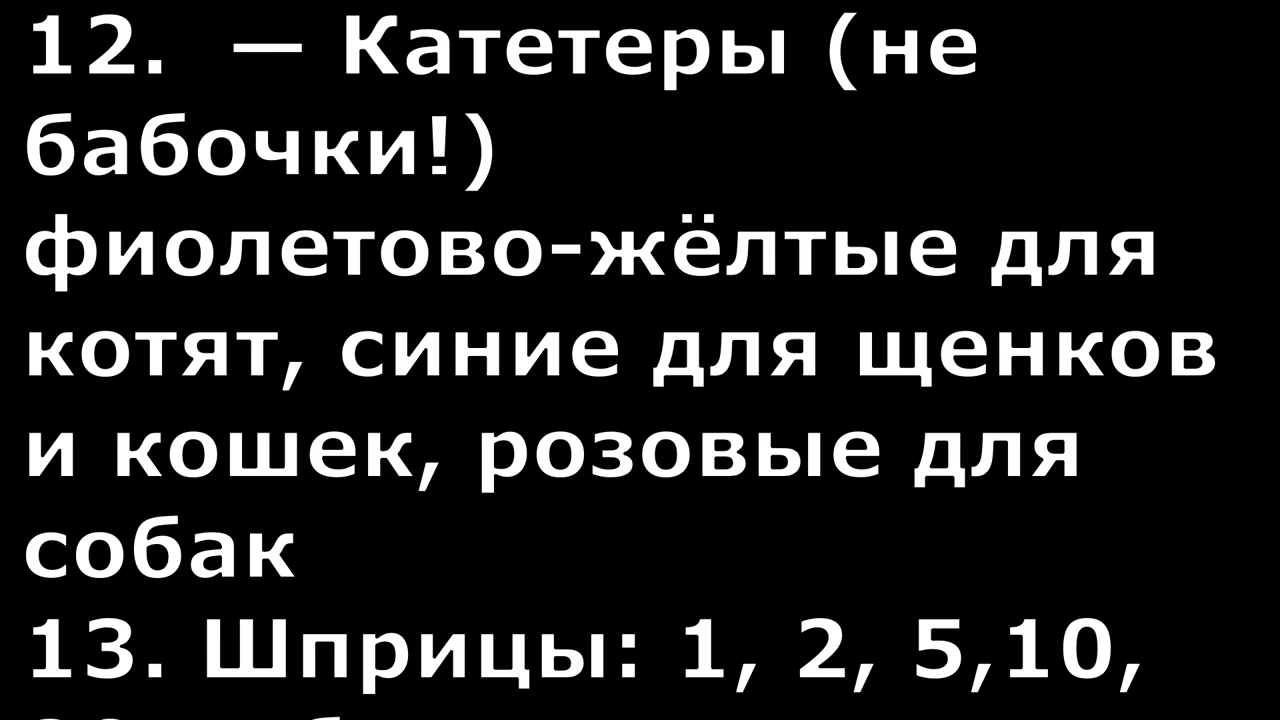 12.  — Катетеры (не
бабочки!)
фиолетово-жёлтые для
котят, синие для щенков
и кошек, розовые для
собак
13. Шприцы: 1, 2, 5,10,